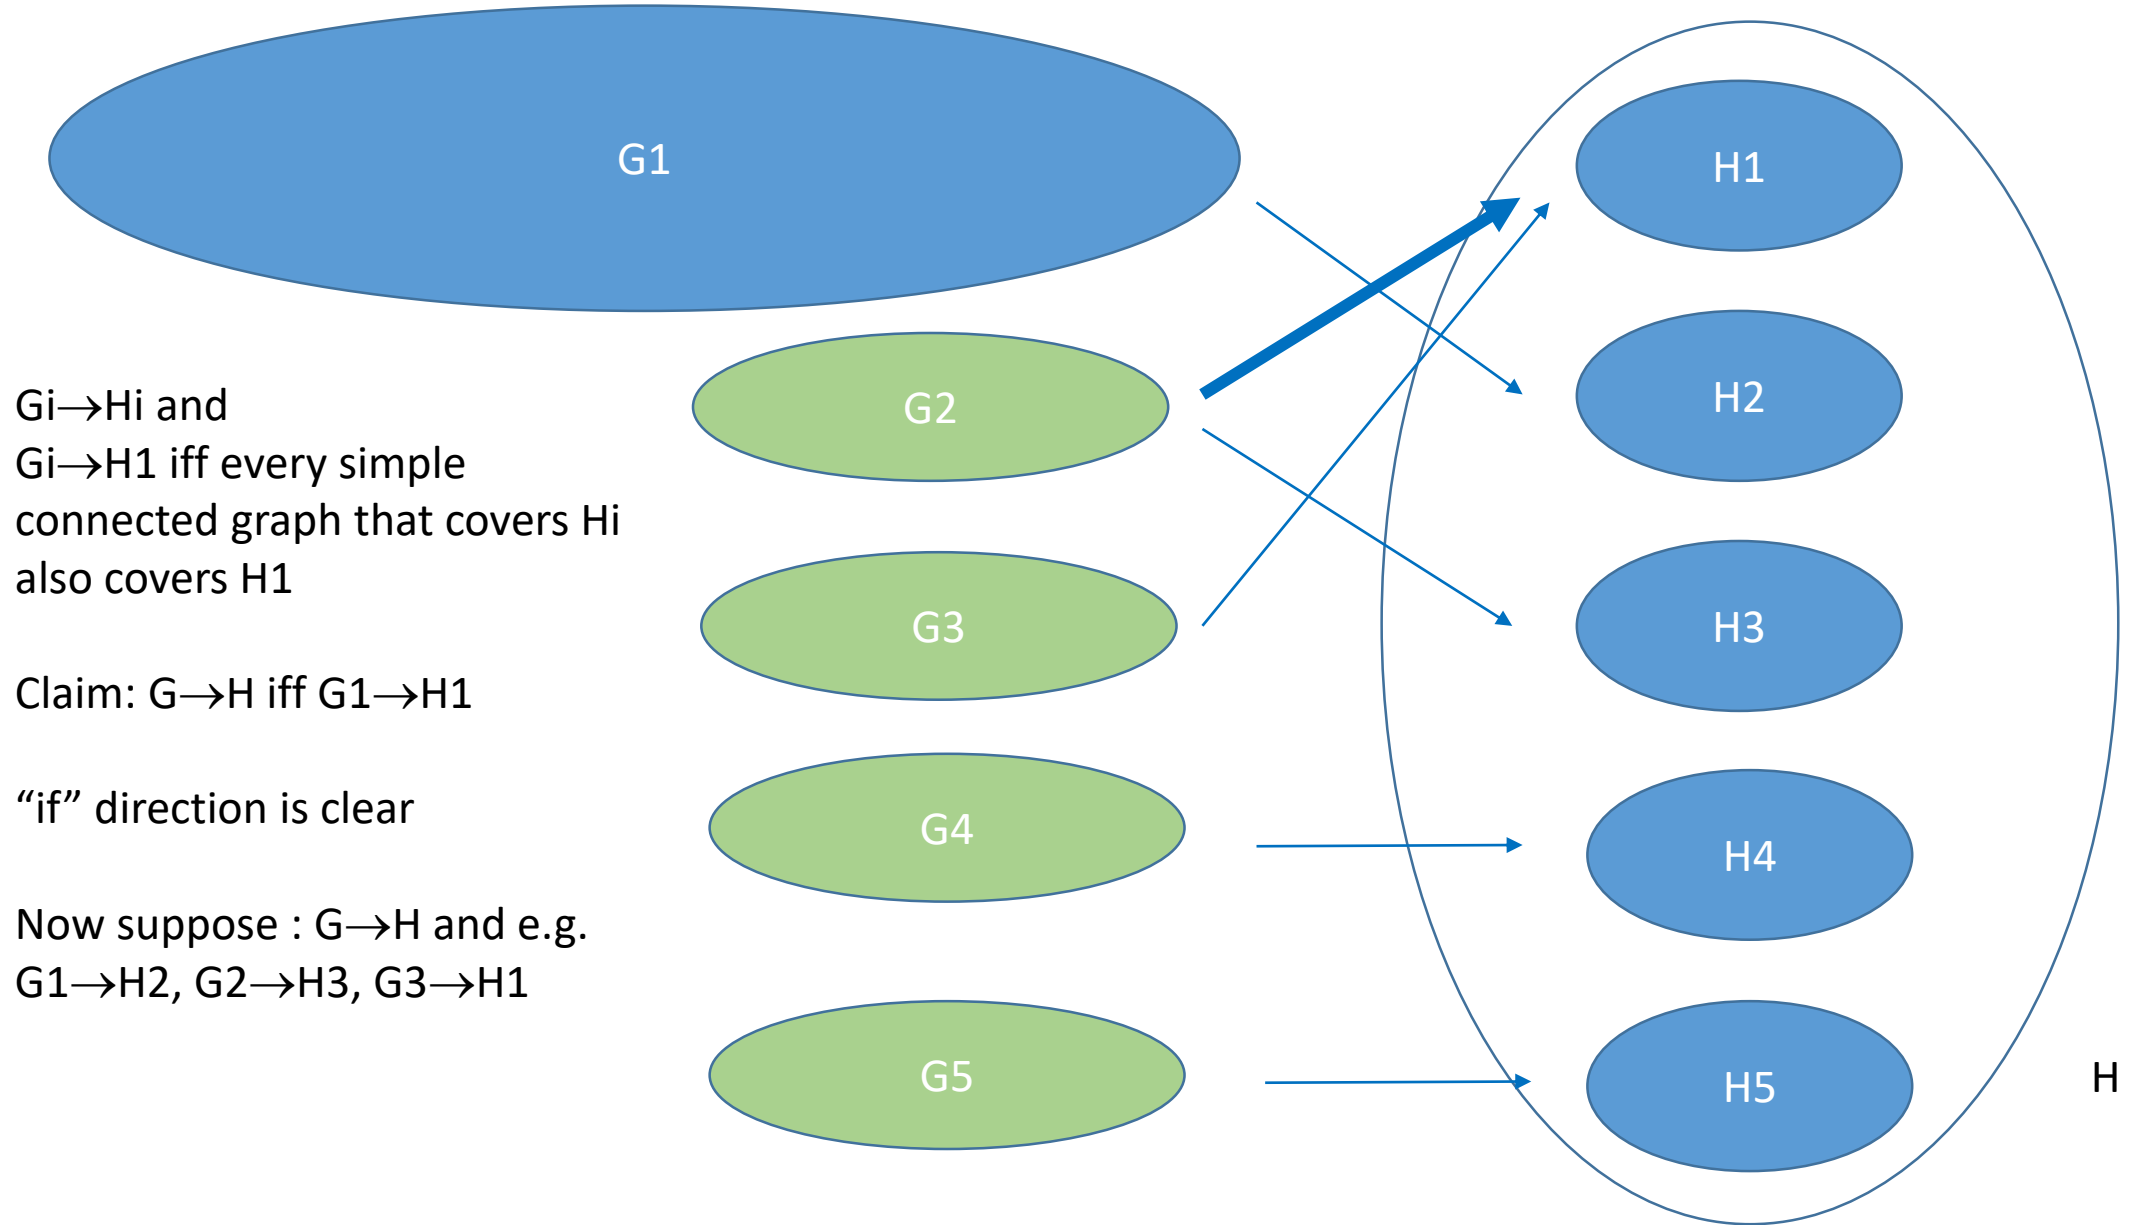 G1
H1
H2
Gi→Hi and
G2
Gi→H1 iff every simple
connected graph that covers Hi
also covers H1
G3
H3
Claim: G→H iff G1→H1
“if” direction is clear
G4
H4
Now suppose : G→H and e.g.
G1→H2, G2→H3, G3→H1
G5
H5
H